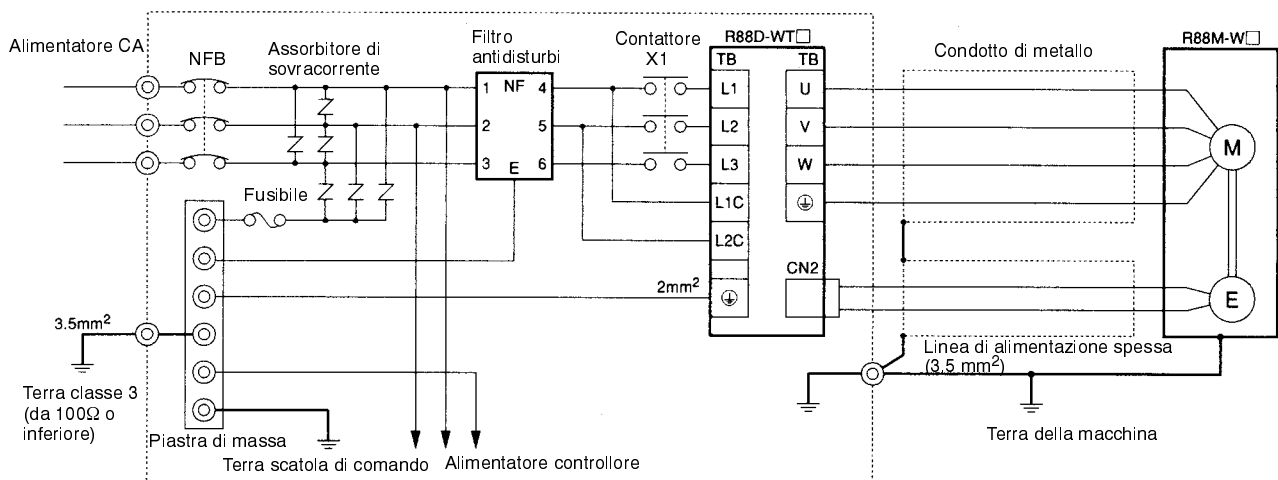 Alimentatore CA
NFB
Assorbitore di
sovracorrente
Filtro
antidisturbi
Contattore
X1
R88D-WT□
Condotto di metallo
R88M-W□
TB
TB
1
NF
4
L1
U
2
5
L2
V
M
3
6
L3
W
E
Fusibile
L1C
L2C
CN2
2mm²
E
3.5mm²
Linea di alimentazione spessa
(3.5 mm²)
Terra classe 3
(da 100Ω o
inferiore)
Piastra di massa
Terra scatola di comando
Alimentatore controllore
Terra della macchina